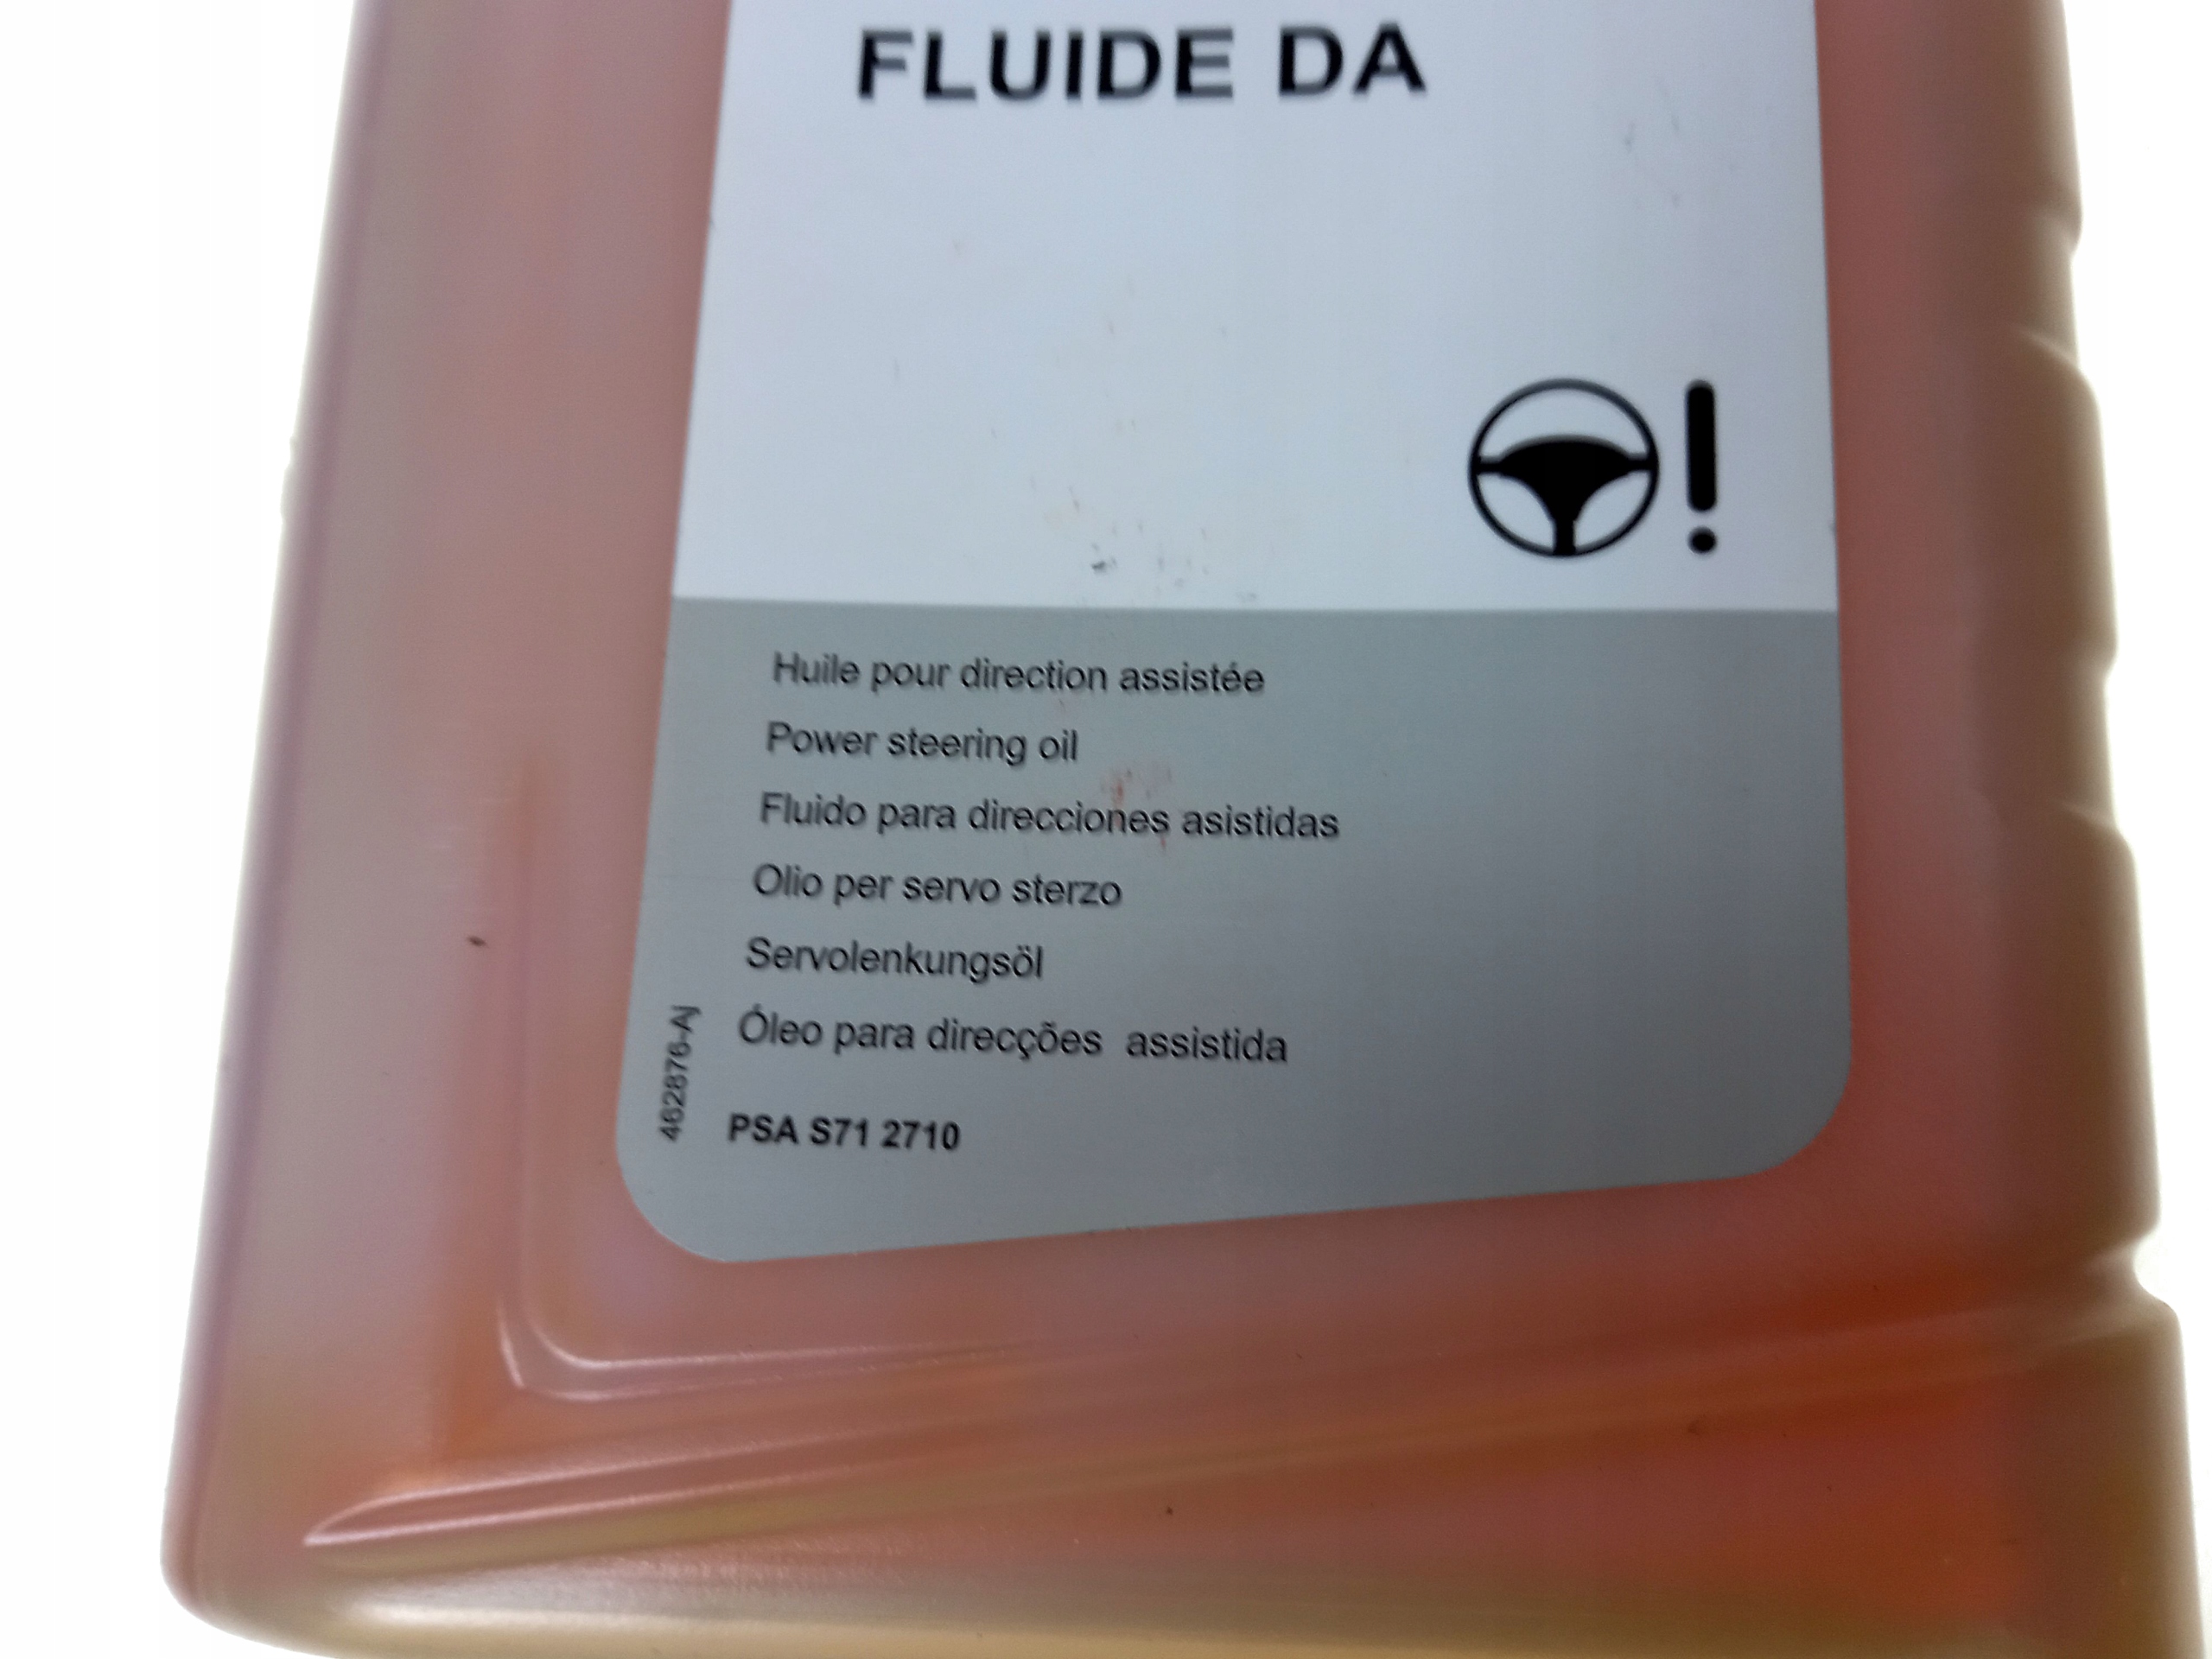 FLUIDE DA
Huile pour direction assistée
Power steering oil
Fluido para direcciones asistidas
Olio per servo sterzo
Servolenkungsöl
Óleo para direcções assistida
462876-AJ
PSA S71 2710